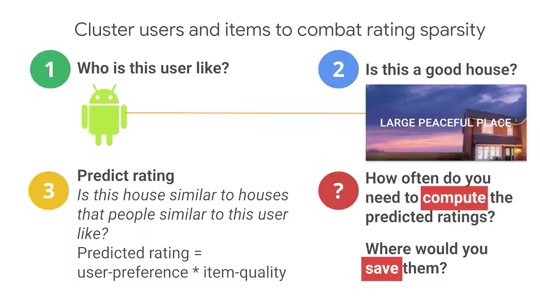 Cluster users and items to combat rating sparsity
1
Who is this user like?
2
Is this a good house?
LARGE PEACEFUL PLACE
3
Predict rating
Is this house similar to houses
that people similar to this user
like?
Predicted rating =
user-preference * item-quality
?
How often do you
need to compute the
predicted ratings?
Where would you
save them?